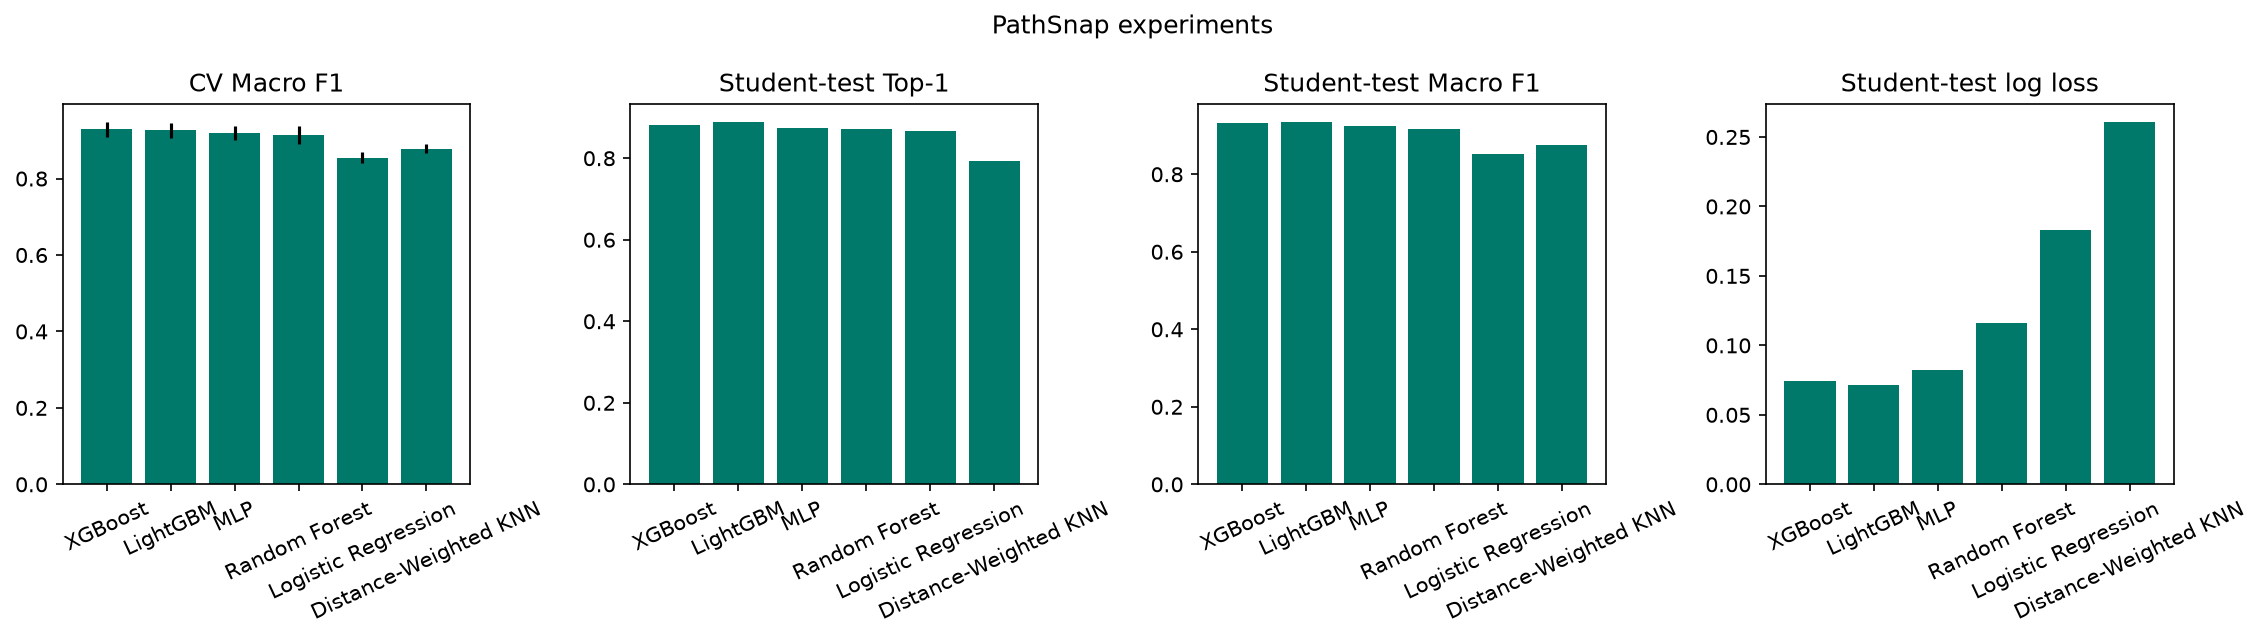 PathSnap experiments
CV Macro F1
0.8
0.6
0.4
0.2
0.0
XGBoost
LightGBM
MLP
Random Forest
Logistic Regression
Distance-Weighted KNN
Student-test Top-1
0.8
0.6
0.4
0.2
0.0
XGBoost
LightGBM
MLP
Random Forest
Logistic Regression
Distance-Weighted KNN
Student-test Macro F1
0.8
0.6
0.4
0.2
0.0
XGBoost
LightGBM
MLP
Random Forest
Logistic Regression
Distance-Weighted KNN
Student-test log loss
0.25
0.20
0.15
0.10
0.05
0.00
XGBoost
LightGBM
MLP
Random Forest
Logistic Regression
Distance-Weighted KNN